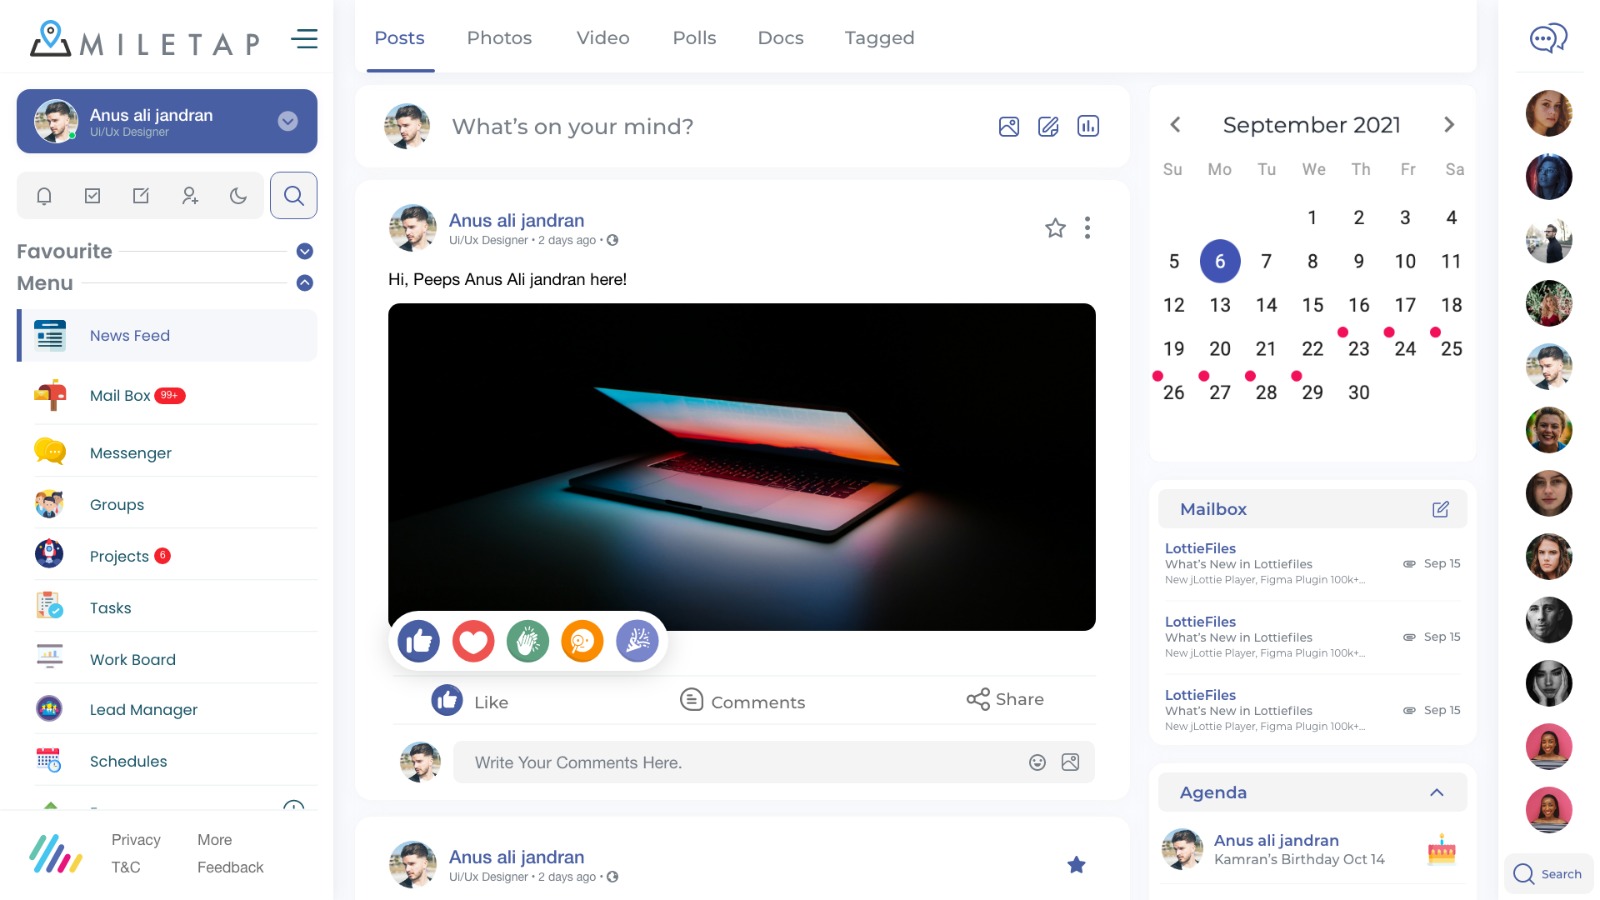 MILETAP
Anus ali jandran
Ui/Ux Designer
Favourite
Menu
News Feed
Mail Box 99+
Messenger
Groups
Projects 6
Tasks
Work Board
Lead Manager
Schedules
Privacy More
T&C Feedback
Posts Photos Video Polls Docs Tagged
What's on your mind?
Anus ali jandran
Ui/Ux Designer • 2 days ago •
Hi, Peeps Anus Ali jandran here!
Like Comments Share
Write Your Comments Here.
Anus ali jandran
Ui/Ux Designer • 2 days ago •
September 2021
Su Mo Tu We Th Fr Sa
1 2 3 4
5 6 7 8 9 10 11
12 13 14 15 16 17 18
19 20 21 22 23 24 25
26 27 28 29 30
Mailbox
LottieFiles
What's New in Lottiefiles Sep 15
New jLottie Player, Figma Plugin 100k+...
LottieFiles
What's New in Lottiefiles Sep 15
New jLottie Player, Figma Plugin 100k+...
LottieFiles
What's New in Lottiefiles Sep 15
New jLottie Player, Figma Plugin 100k+...
Agenda
Anus ali jandran
Kamran's Birthday Oct 14
Search